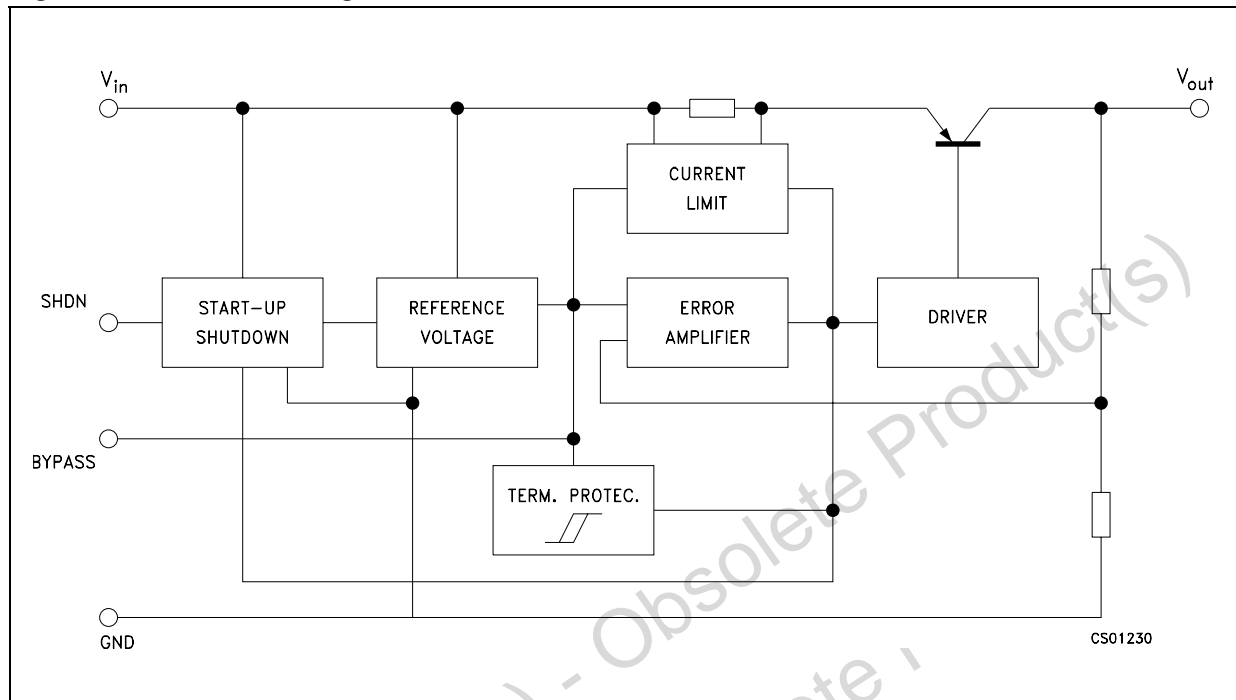 Vin
Vout
CURRENT
LIMIT
SHDN
START-UP
SHUTDOWN
REFERENCE
VOLTAGE
ERROR
AMPLIFIER
DRIVER
BYPASS
TERM. PROTEC.
GND
CS01230
) - Obsolete Product(s)